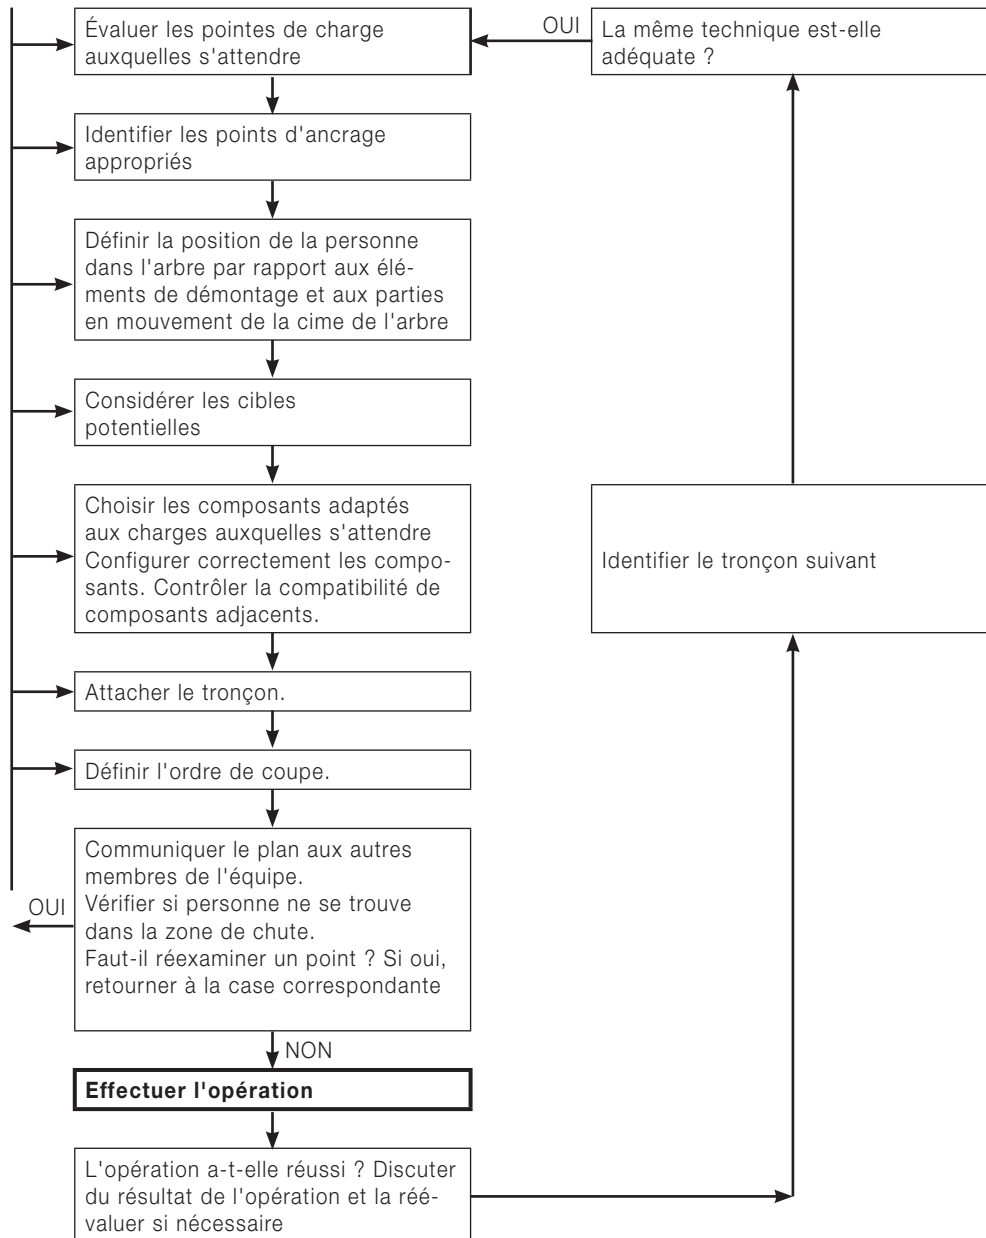 Évaluer les pointes de charge
auxquelles s'attendre
OUI
La même technique est-elle
adéquate ?
Identifier les points d'ancrage
appropriés
Définir la position de la personne
dans l'arbre par rapport aux élé-
ments de démontage et aux parties
en mouvement de la cime de l'arbre
Considérer les cibles
potentielles
Choisir les composants adaptés
aux charges auxquelles s'attendre
Configurer correctement les compo-
sants. Contrôler la compatibilité de
composants adjacents.
Identifier le tronçon suivant
Attacher le tronçon.
Définir l'ordre de coupe.
Communiquer le plan aux autres
membres de l'équipe.
Vérifier si personne ne se trouve
dans la zone de chute.
Faut-il réexaminer un point ? Si oui,
retourner à la case correspondante
OUI
NON
Effectuer l'opération
L'opération a-t-elle réussi ? Discuter
du résultat de l'opération et la réé-
valuer si nécessaire